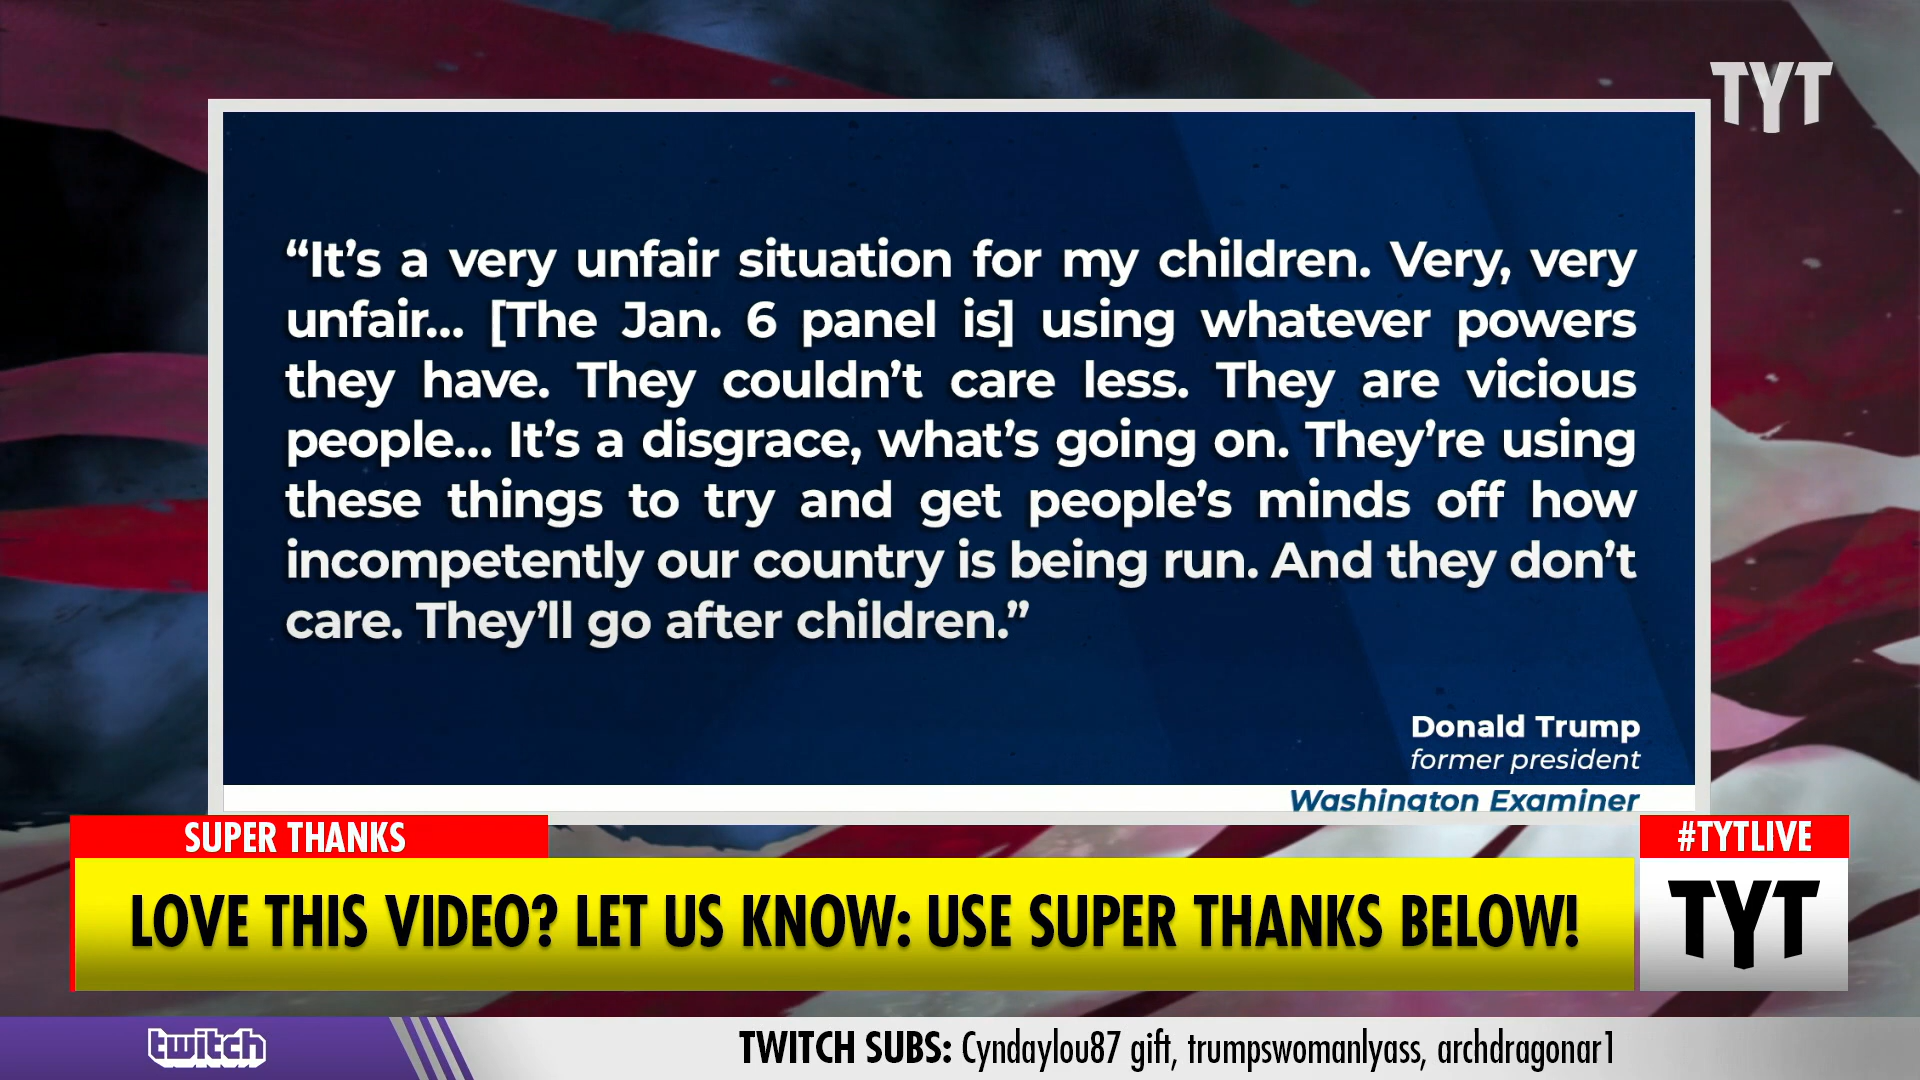 TYT
“It’s a very unfair situation for my children. Very, very
unfair... [The Jan. 6 panel is] using whatever powers
they have. They couldn’t care less. They are vicious
people... It’s a disgrace, what’s going on. They’re using
these things to try and get people’s minds off how
incompetently our country is being run. And they don’t
care. They’ll go after children.”
Donald Trump
former president
Washington Examiner
SUPER THANKS
#TYTLIVE
LOVE THIS VIDEO? LET US KNOW: USE SUPER THANKS BELOW!
TYT
twitch
TWITCH SUBS: Cyndaylou87 gift, trumpswomanlyass, archdragonar1